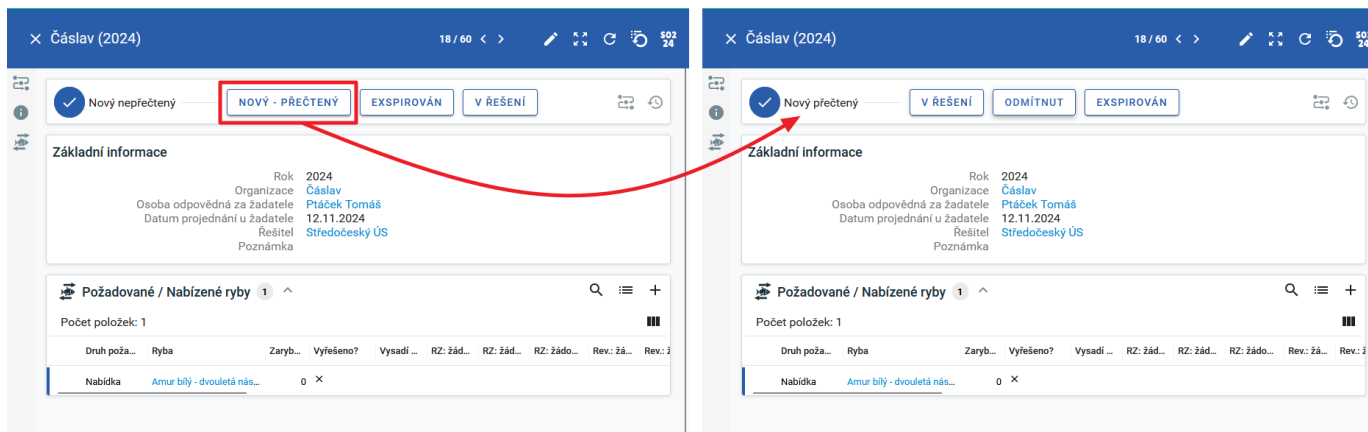 Čáslav (2024)
18 / 60
S02
24
Nový nepřečtený
NOVÝ - PŘEČTENÝ
EXSPIROVÁN
V ŘEŠENÍ
Základní informace
Rok 2024
Organizace Čáslav
Osoba odpovědná za žadatele Ptáček Tomáš
Datum projednání u žadatele 12.11.2024
Řešitel Středočeský ÚS
Poznámka
Požadované / Nabízené ryby 1
Počet položek: 1
Druh poža... Ryba Zaryb... Vyřešeno? Vysadí ... RZ: žád... RZ: žád... RZ: žádo... Rev.: žá... Rev.: ž
Nabídka Amur bílý - dvouletá nás... 0
Čáslav (2024)
18 / 60
S02
24
Nový přečtený
V ŘEŠENÍ
ODMÍTNUT
EXSPIROVÁN
Základní informace
Rok 2024
Organizace Čáslav
Osoba odpovědná za žadatele Ptáček Tomáš
Datum projednání u žadatele 12.11.2024
Řešitel Středočeský ÚS
Poznámka
Požadované / Nabízené ryby 1
Počet položek: 1
Druh poža... Ryba Zaryb... Vyřešeno? Vysadí ... RZ: žád... RZ: žád... RZ: žádo... Rev.: žá... Rev.: ž
Nabídka Amur bílý - dvouletá nás... 0